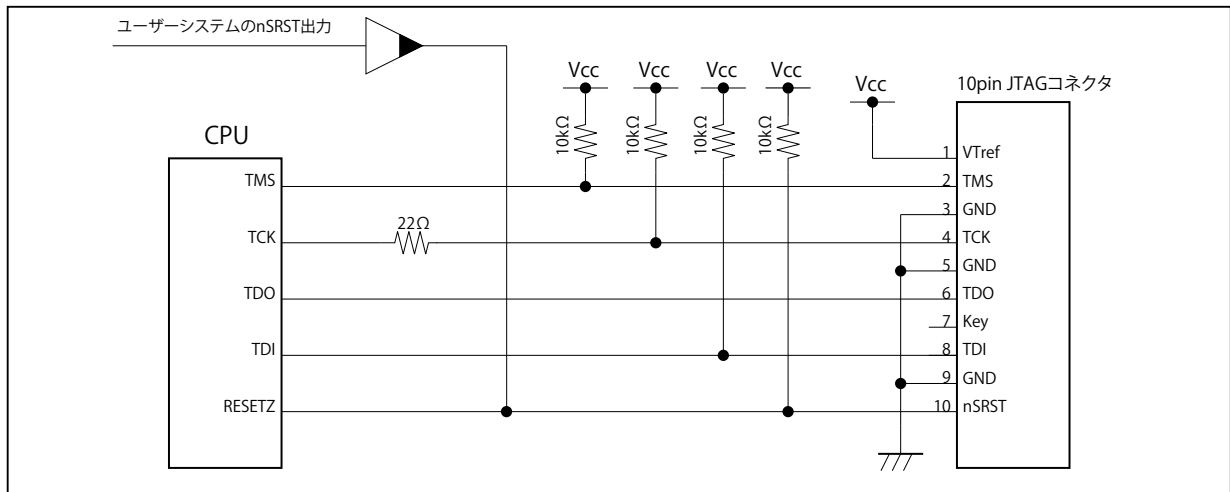 ユーザーシステムのnSRST出力
Vcc
Vcc
Vcc
Vcc
Vcc
10pin JTAGコネクタ
10kΩ
10kΩ
10kΩ
10kΩ
CPU
1 VTref
TMS
2 TMS
3 GND
22Ω
TCK
4 TCK
5 GND
TDO
6 TDO
7 Key
TDI
8 TDI
9 GND
RESETZ
10 nSRST